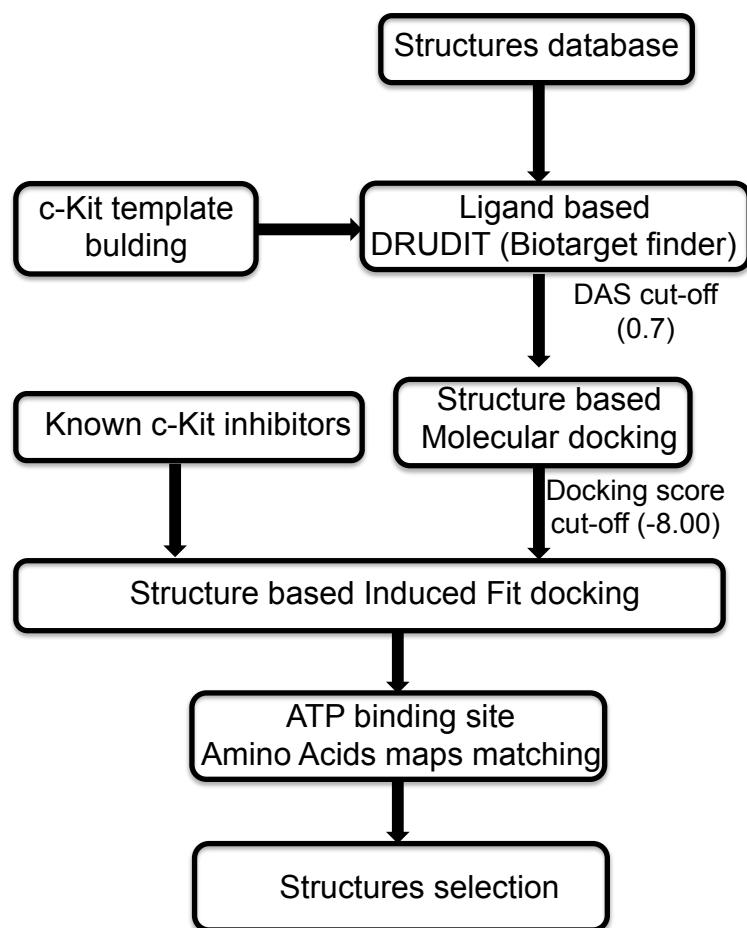 Structures database
c-Kit template
bulding
Ligand based
DRUDIT (Biotarget finder)
DAS cut-off
(0.7)
Structure based
Molecular docking
Known c-Kit inhibitors
Docking score
cut-off (-8.00)
Structure based Induced Fit docking
ATP binding site
Amino Acids maps matching
Structures selection